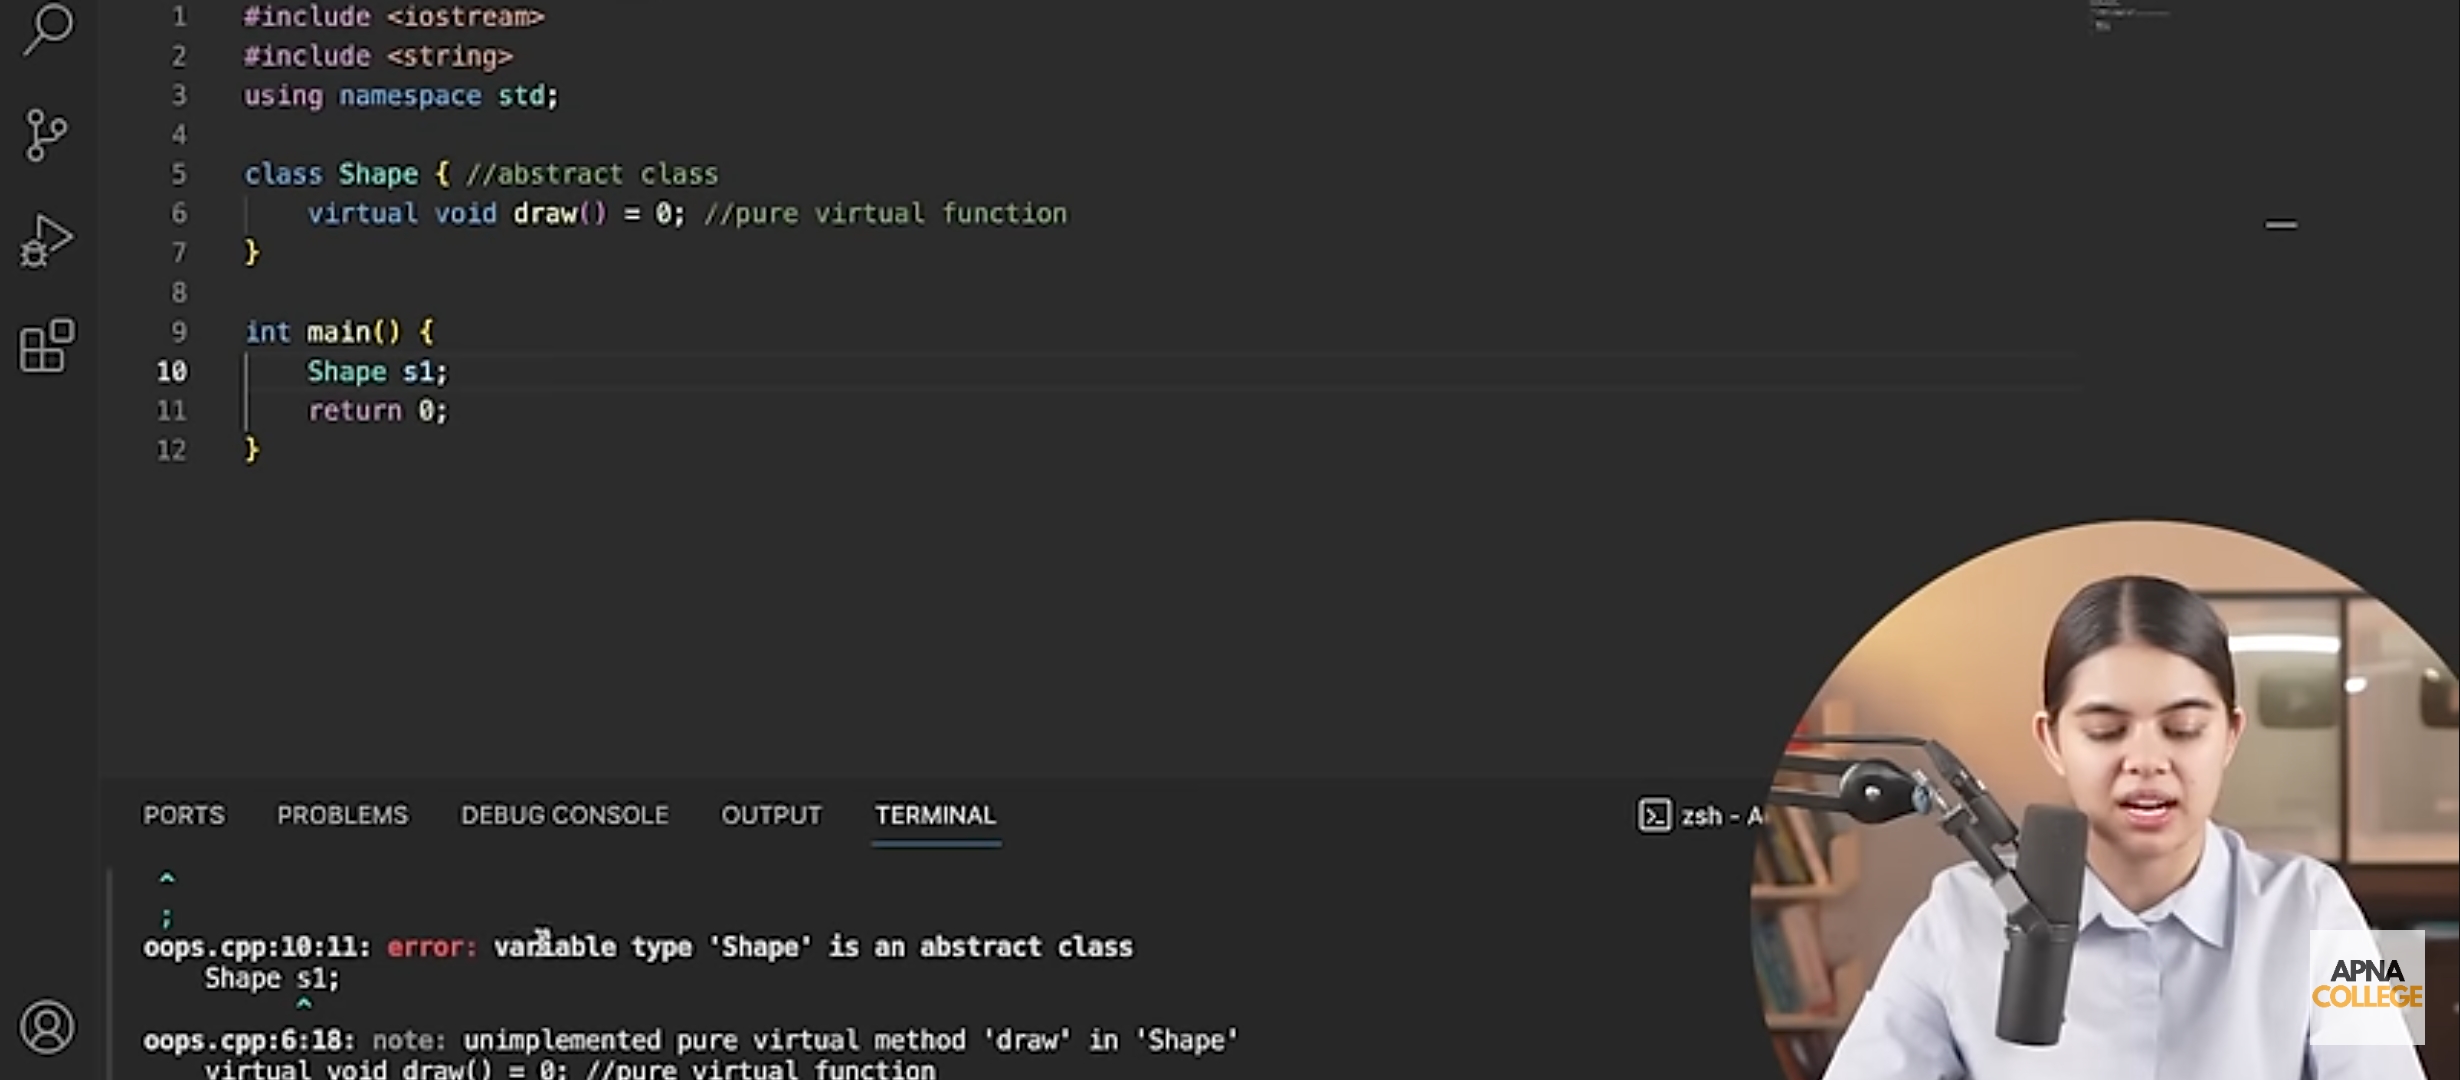 1 #include <iostream>
2 #include <string>
3 using namespace std;
4
5 class Shape { //abstract class
6 virtual void draw() = 0; //pure virtual function
7 }
8
9 int main() {
10 Shape s1;
11 return 0;
12 }
PORTS PROBLEMS DEBUG CONSOLE OUTPUT TERMINAL zsh - A
^
;
oops.cpp:10:11: error: variable type 'Shape' is an abstract class
Shape s1;
^
oops.cpp:6:18: note: unimplemented pure virtual method 'draw' in 'Shape'
virtual void draw() = 0; //pure virtual function
APNA
COLLEGE